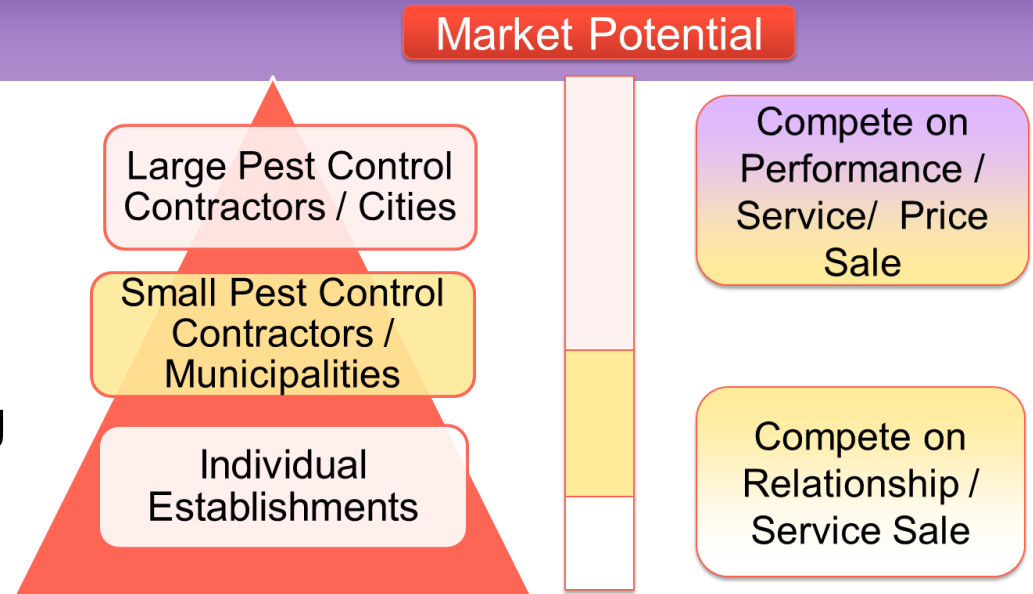 Market Potential
Large Pest Control
Contractors / Cities
Small Pest Control
Contractors /
Municipalities
Individual
Establishments
Compete on
Performance /
Service/ Price
Sale
Compete on
Relationship /
Service Sale